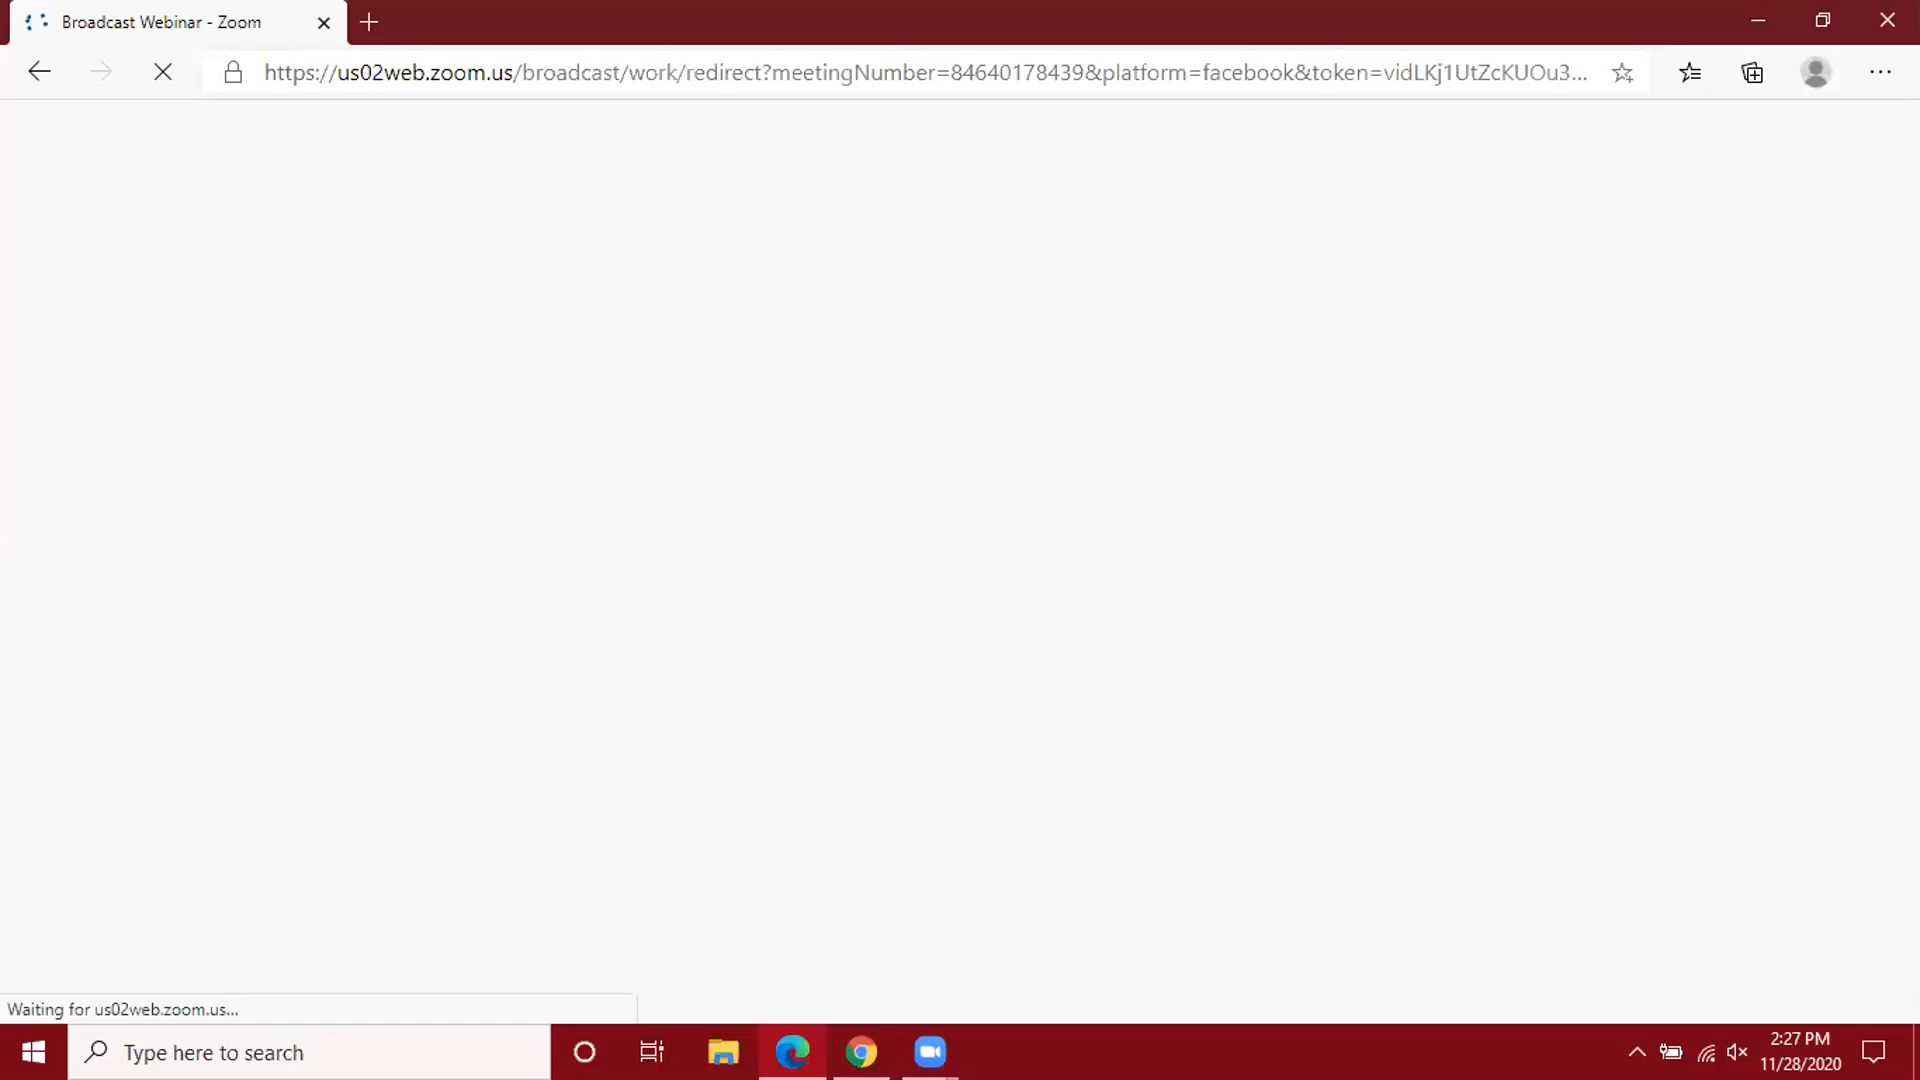 Broadcast Webinar - Zoom
https://us02web.zoom.us/broadcast/work/redirect?meetingNumber=84640178439&platform=facebook&token=vidLKj1UtZcKUOu3...
Waiting for us02web.zoom.us...
Type here to search
2:27 PM
11/28/2020